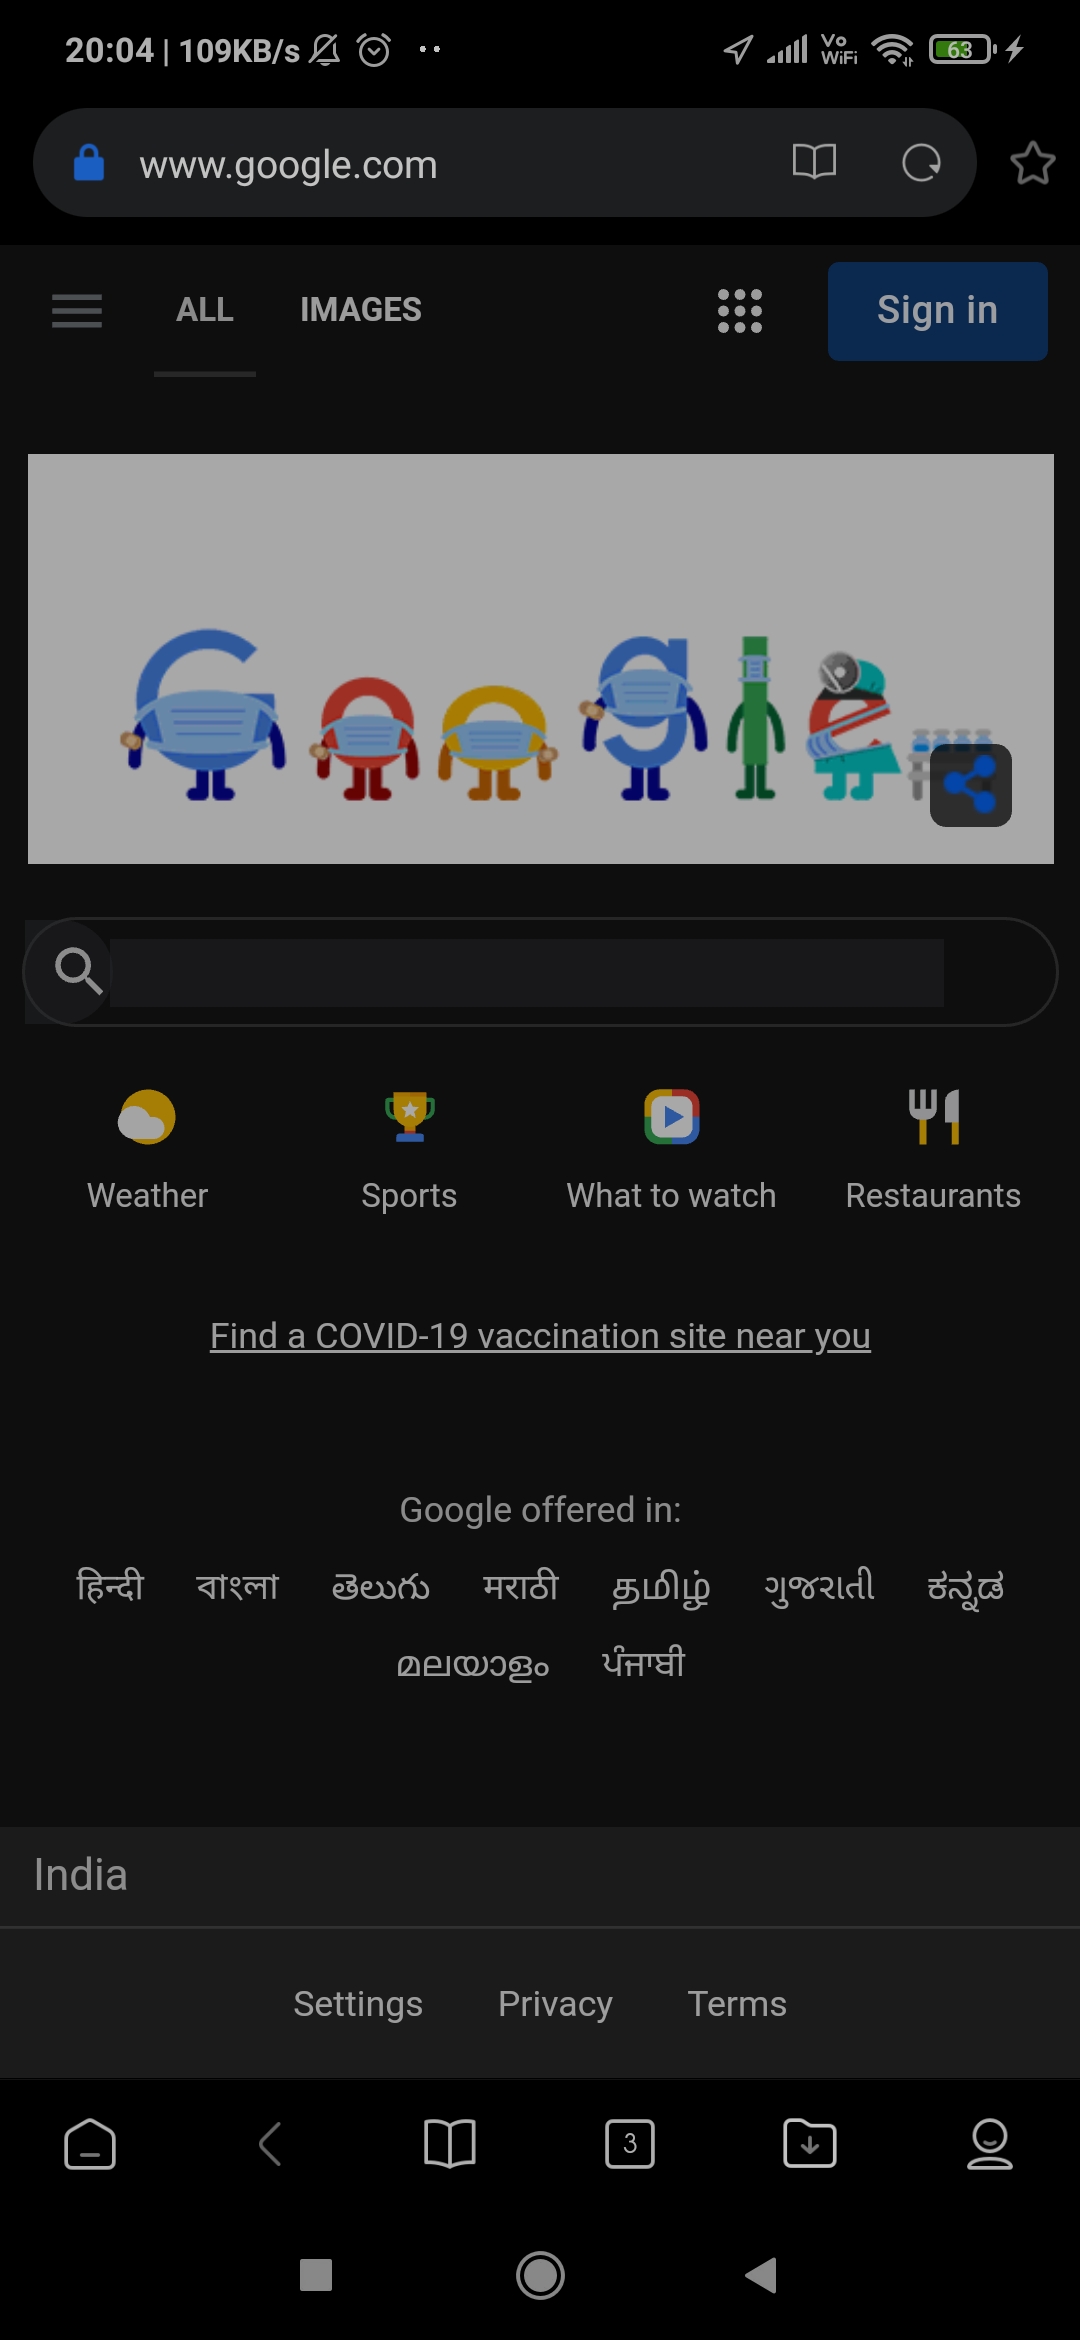 20:04 | 109KB/s Vo WiFi 63
www.google.com
ALL IMAGES Sign in
Google
Weather Sports What to watch Restaurants
Find a COVID-19 vaccination site near you
Google offered in:
हिन्दी বাংলা తెలుగు मराठी தமிழ் ગુજરાતી ಕನ್ನಡ
മലയാളം ਪੰਜਾਬੀ
India
Settings Privacy Terms
3